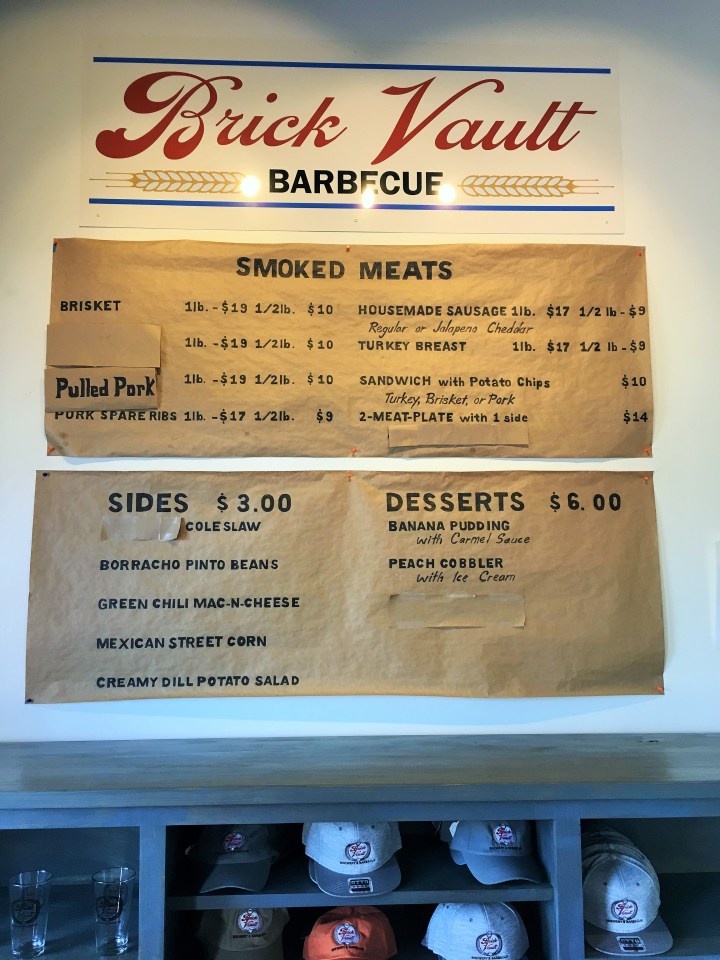 Brick Vault
BARBECUE
SMOKED MEATS
BRISKET 1lb. - $19 1/2lb. $10
1lb. - $19 1/2lb. $10
Pulled Pork 1lb. - $19 1/2lb. $10
PORK SPARE RIBS 1lb. - $17 1/2lb. $9
HOUSEMADE SAUSAGE 1lb. $17 1/2 lb - $9
Regular or Jalapeno Cheddar
TURKEY BREAST 1lb. $17 1/2 lb - $9
SANDWICH with Potato Chips $10
Turkey, Brisket, or Pork
2-MEAT-PLATE with 1 side $14
SIDES $3.00
COLESLAW
BORRACHO PINTO BEANS
GREEN CHILI MAC-N-CHEESE
MEXICAN STREET CORN
CREAMY DILL POTATO SALAD
DESSERTS $6.00
BANANA PUDDING
with Carmel Sauce
PEACH COBBLER
with Ice Cream
Brick
Vault
BREWERY & BARBECUE